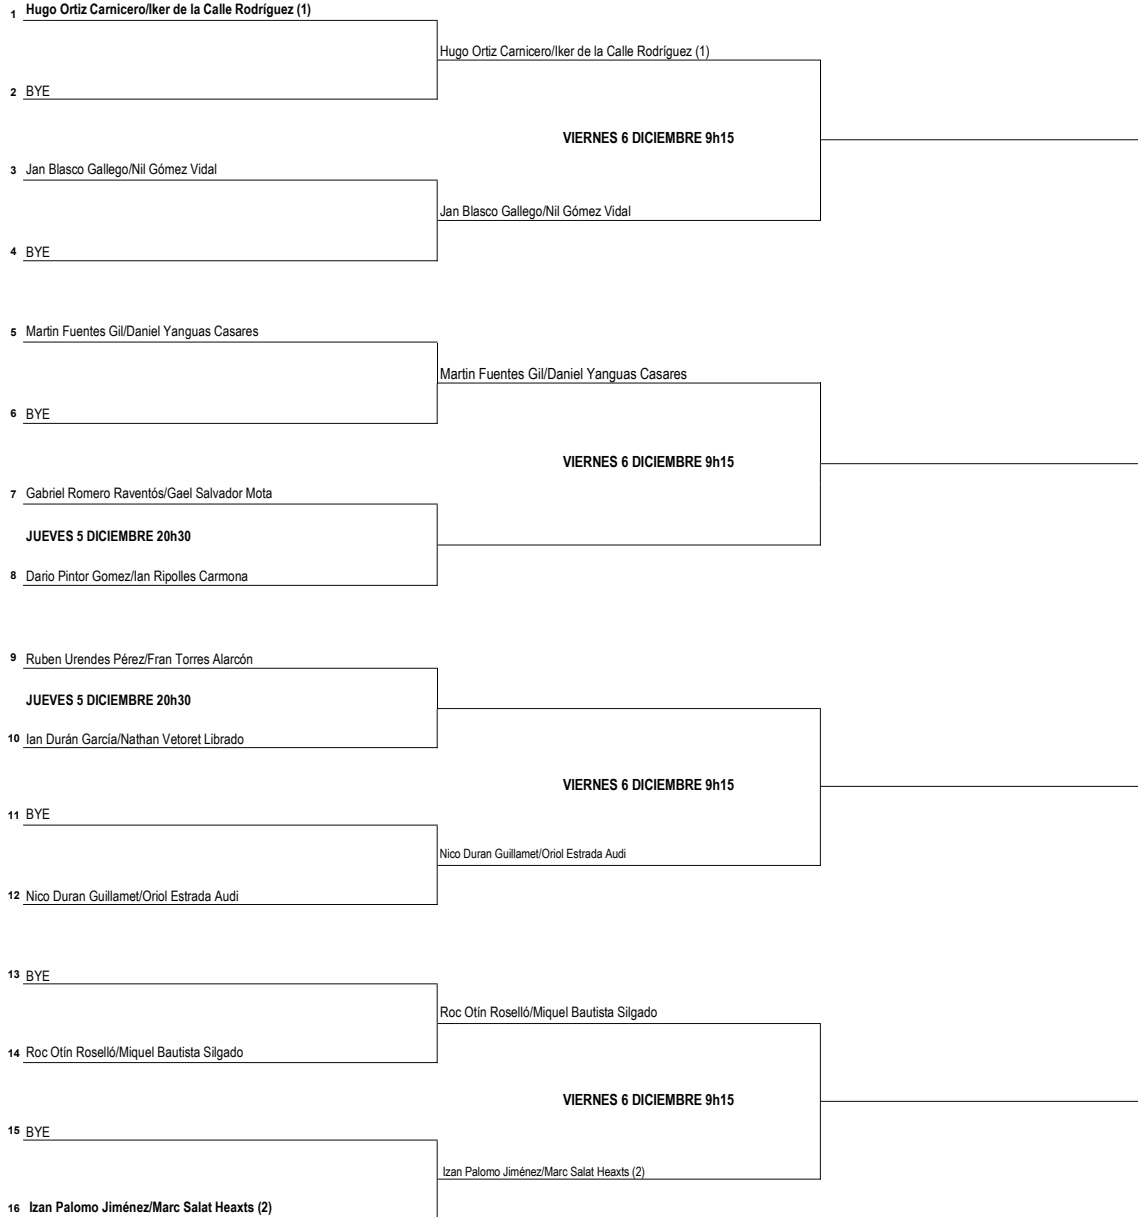 1 Hugo Ortiz Carnicero/Iker de la Calle Rodríguez (1)
Hugo Ortiz Carnicero/Iker de la Calle Rodríguez (1)
2 BYE
VIERNES 6 DICIEMBRE 9h15
3 Jan Blasco Gallego/Nil Gómez Vidal
Jan Blasco Gallego/Nil Gómez Vidal
4 BYE
5 Martin Fuentes Gil/Daniel Yanguas Casares
Martin Fuentes Gil/Daniel Yanguas Casares
6 BYE
VIERNES 6 DICIEMBRE 9h15
7 Gabriel Romero Raventós/Gael Salvador Mota
JUEVES 5 DICIEMBRE 20h30
8 Dario Pintor Gomez/Ian Ripolles Carmona
9 Ruben Urendes Pérez/Fran Torres Alarcón
JUEVES 5 DICIEMBRE 20h30
10 Ian Durán García/Nathan Vetoret Librado
VIERNES 6 DICIEMBRE 9h15
11 BYE
Nico Duran Guillamet/Oriol Estrada Audi
12 Nico Duran Guillamet/Oriol Estrada Audi
13 BYE
Roc Otín Roselló/Miquel Bautista Silgado
14 Roc Otín Roselló/Miquel Bautista Silgado
VIERNES 6 DICIEMBRE 9h15
15 BYE
Izan Palomo Jiménez/Marc Salat Heaxts (2)
16 Izan Palomo Jiménez/Marc Salat Heaxts (2)